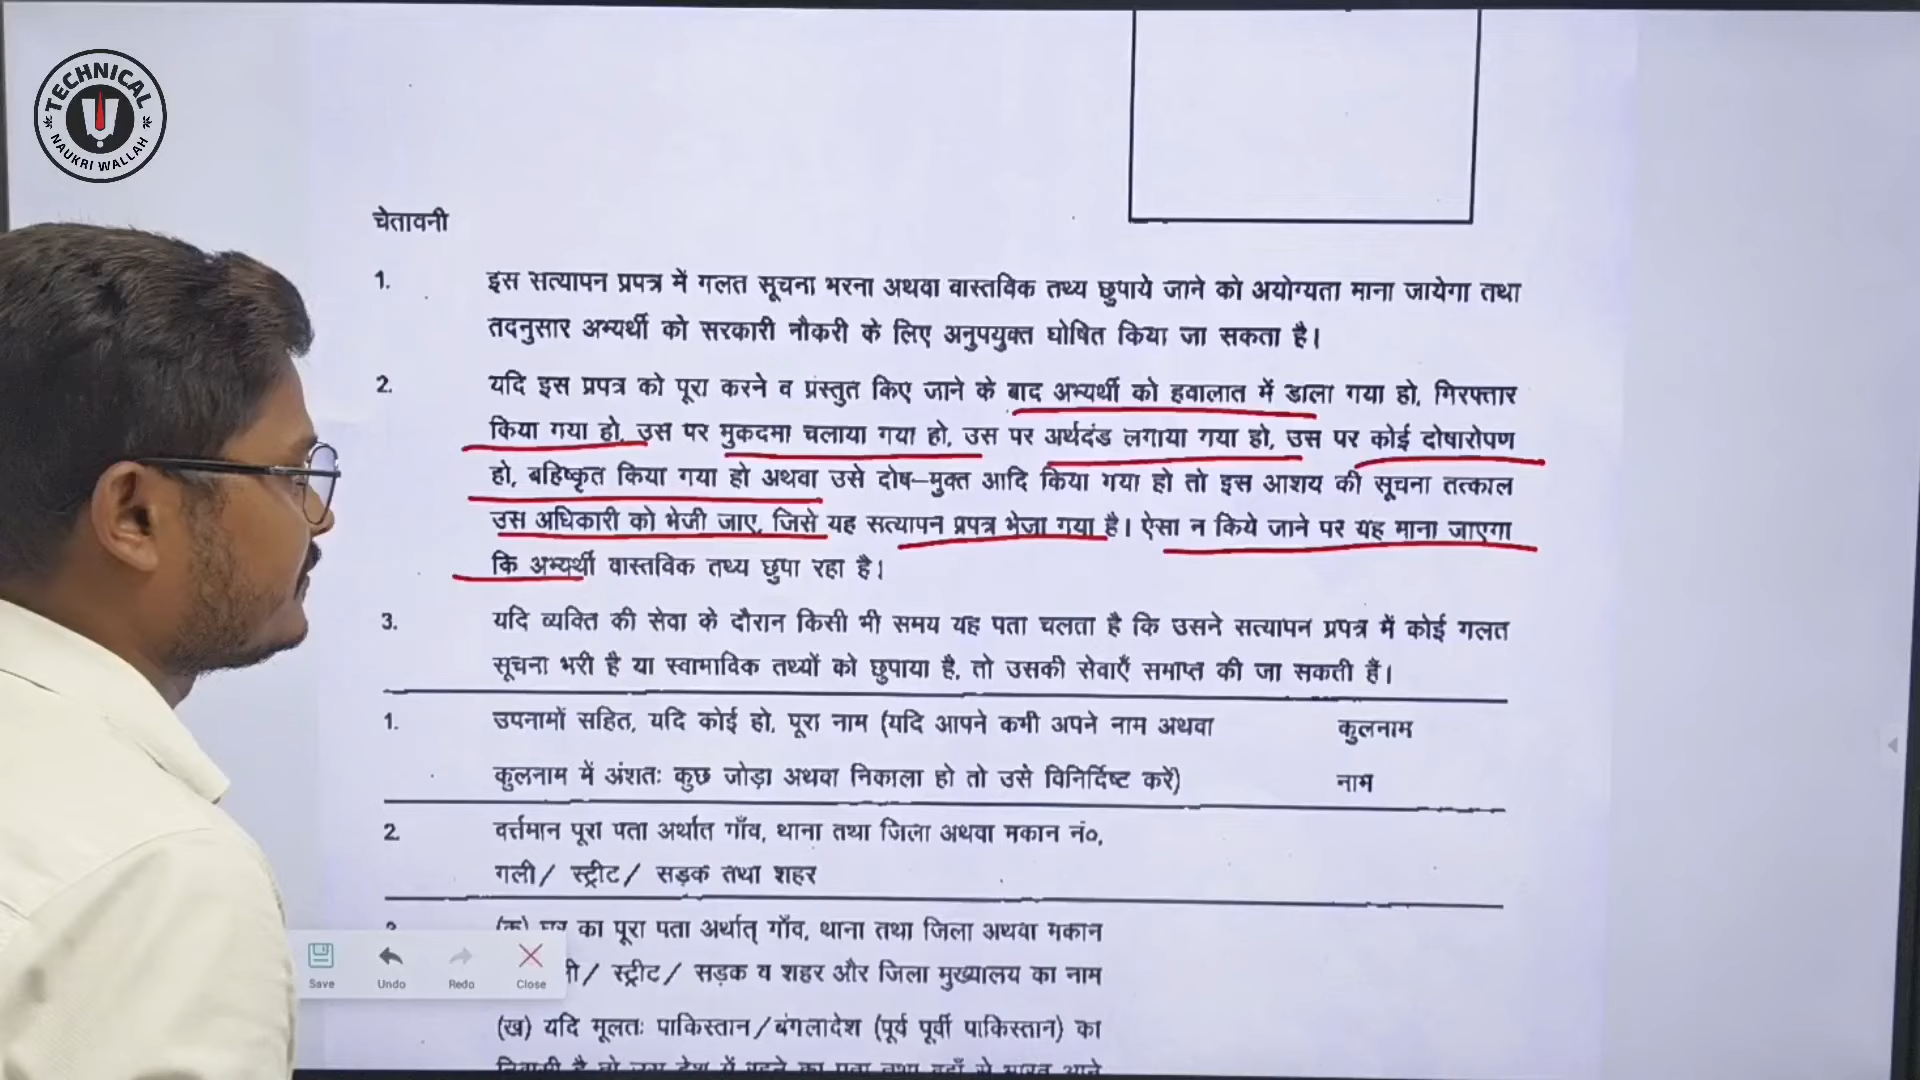 TECHNICAL
NAUKRI WALLAH
चेतावनी
1. इस सत्यापन प्रपत्र में गलत सूचना भरना अथवा वास्तविक तथ्य छुपाये जाने को अयोग्यता माना जायेगा तथा
तदनुसार अभ्यर्थी को सरकारी नौकरी के लिए अनुपयुक्त घोषित किया जा सकता है।
2. यदि इस प्रपत्र को पूरा करने व प्रस्तुत किए जाने के बाद अभ्यर्थी को हवालात में डाला गया हो, गिरफ्तार
किया गया हो, उस पर मुकदमा चलाया गया हो, उस पर अर्थदंड लगाया गया हो, उस पर कोई दोषारोपण
हो, बहिष्कृत किया गया हो अथवा उसे दोष–मुक्त आदि किया गया हो तो इस आशय की सूचना तत्काल
उस अधिकारी को भेजी जाए, जिसे यह सत्यापन प्रपत्र भेजा गया है। ऐसा न किये जाने पर यह माना जाएगा
कि अभ्यर्थी वास्तविक तथ्य छुपा रहा है।
3. यदि व्यक्ति की सेवा के दौरान किसी भी समय यह पता चलता है कि उसने सत्यापन प्रपत्र में कोई गलत
सूचना भरी है या स्वाभाविक तथ्यों को छुपाया है, तो उसकी सेवाएँ समाप्त की जा सकती हैं।
1. उपनामों सहित, यदि कोई हो, पूरा नाम (यदि आपने कभी अपने नाम अथवा कुलनाम
कुलनाम में अंशतः कुछ जोड़ा अथवा निकाला हो तो उसे विनिर्दिष्ट करें) नाम
2. वर्त्तमान पूरा पता अर्थात गाँव, थाना तथा जिला अथवा मकान नं०,
गली/ स्ट्रीट/ सड़क तथा शहर
(क) घर का पूरा पता अर्थात् गाँव, थाना तथा जिला अथवा मकान
स्ट्रीट/ सड़क व शहर और जिला मुख्यालय का नाम
(ख) यदि मूलतः पाकिस्तान/बंगलादेश (पूर्व पूर्वी पाकिस्तान) का
Save Undo Redo Close